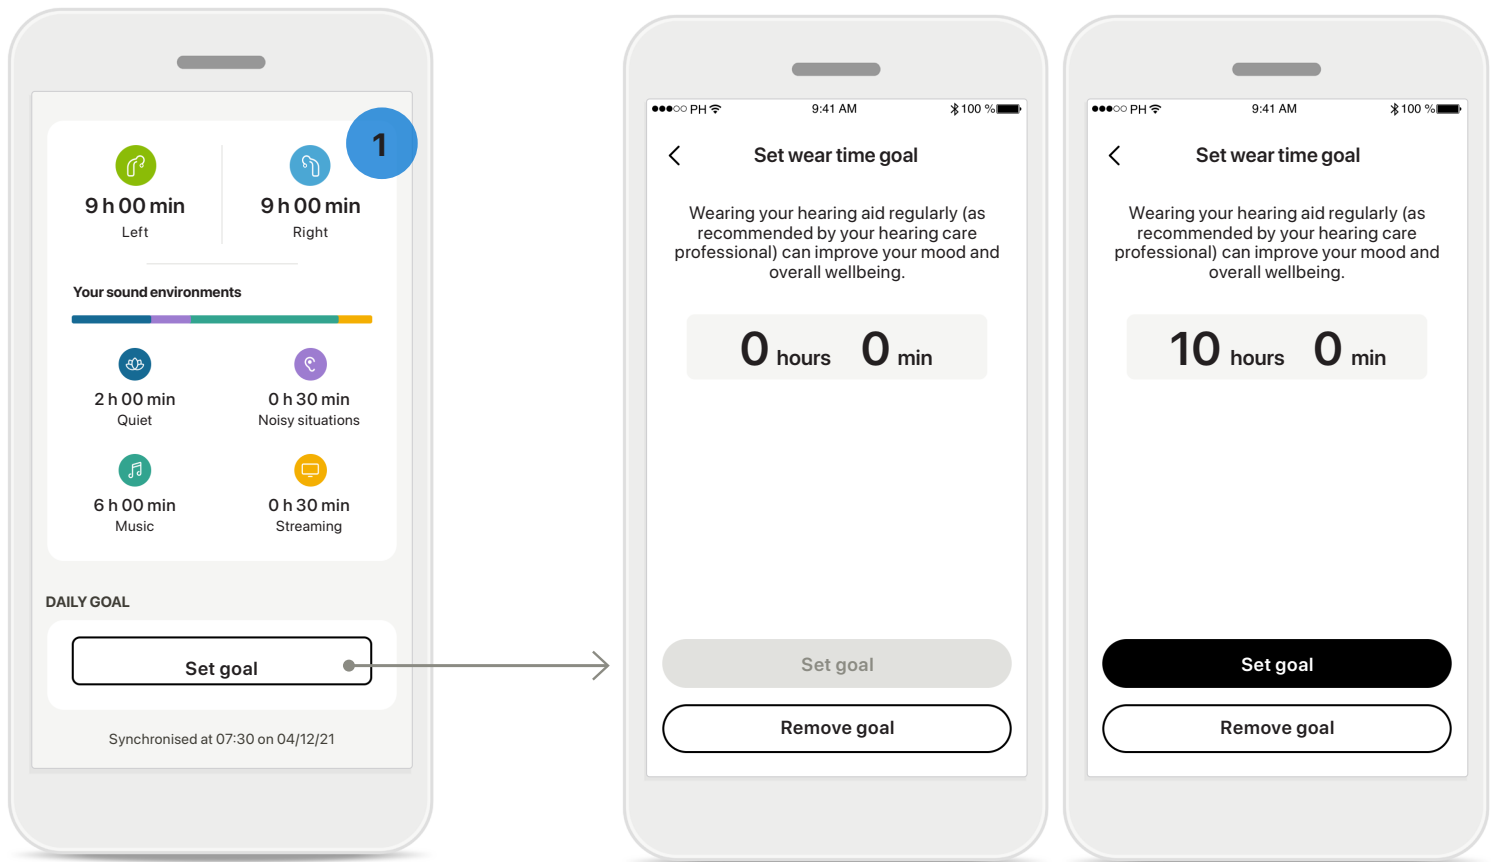 1
9 h 00 min
Left
9 h 00 min
Right
Your sound environments
2 h 00 min
Quiet
0 h 30 min
Noisy situations
6 h 00 min
Music
0 h 30 min
Streaming
DAILY GOAL
Set goal
Synchronised at 07:30 on 04/12/21
PH 9:41 AM 100 %
Set wear time goal
Wearing your hearing aid regularly (as
recommended by your hearing care
professional) can improve your mood and
overall wellbeing.
0 hours 0 min
Set goal
Remove goal
PH 9:41 AM 100 %
Set wear time goal
Wearing your hearing aid regularly (as
recommended by your hearing care
professional) can improve your mood and
overall wellbeing.
10 hours 0 min
Set goal
Remove goal